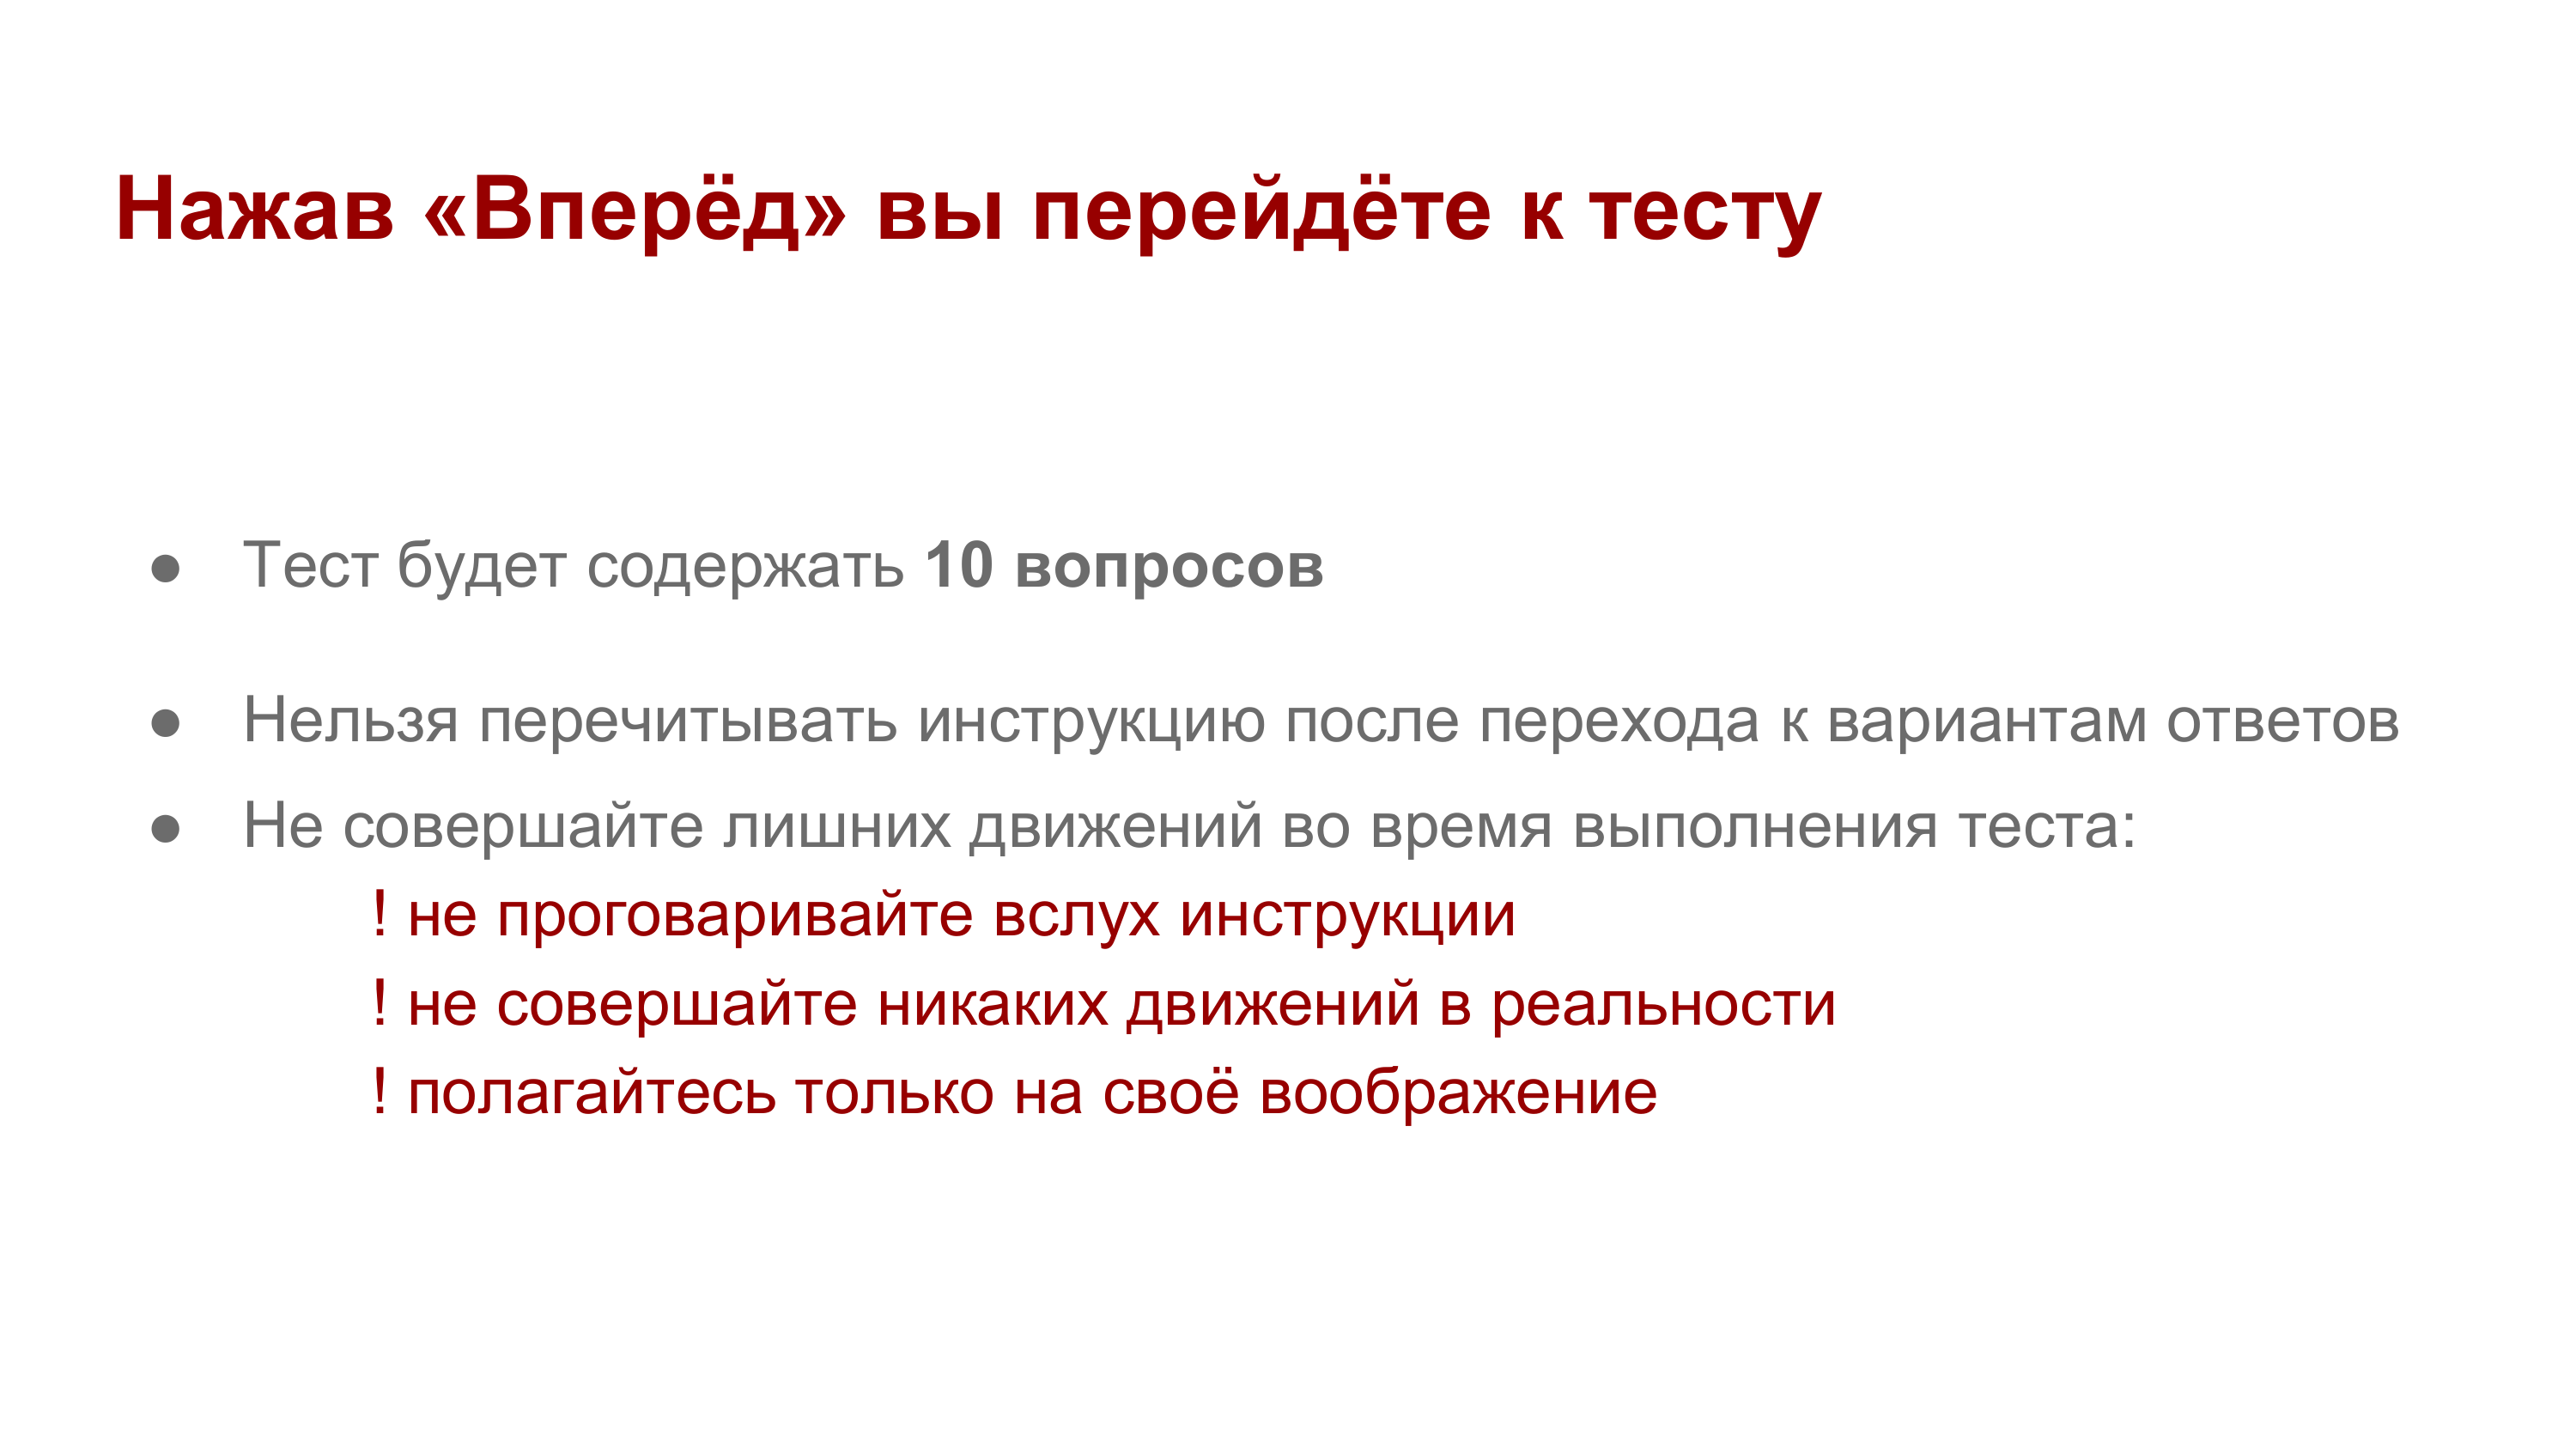 Нажав «Вперёд» вы перейдёте к тесту
● Тест будет содержать 10 вопросов
● Нельзя перечитывать инструкцию после перехода к вариантам ответов
● Не совершайте лишних движений во время выполнения теста:
! не проговаривайте вслух инструкции
! не совершайте никаких движений в реальности
! полагайтесь только на своё воображение